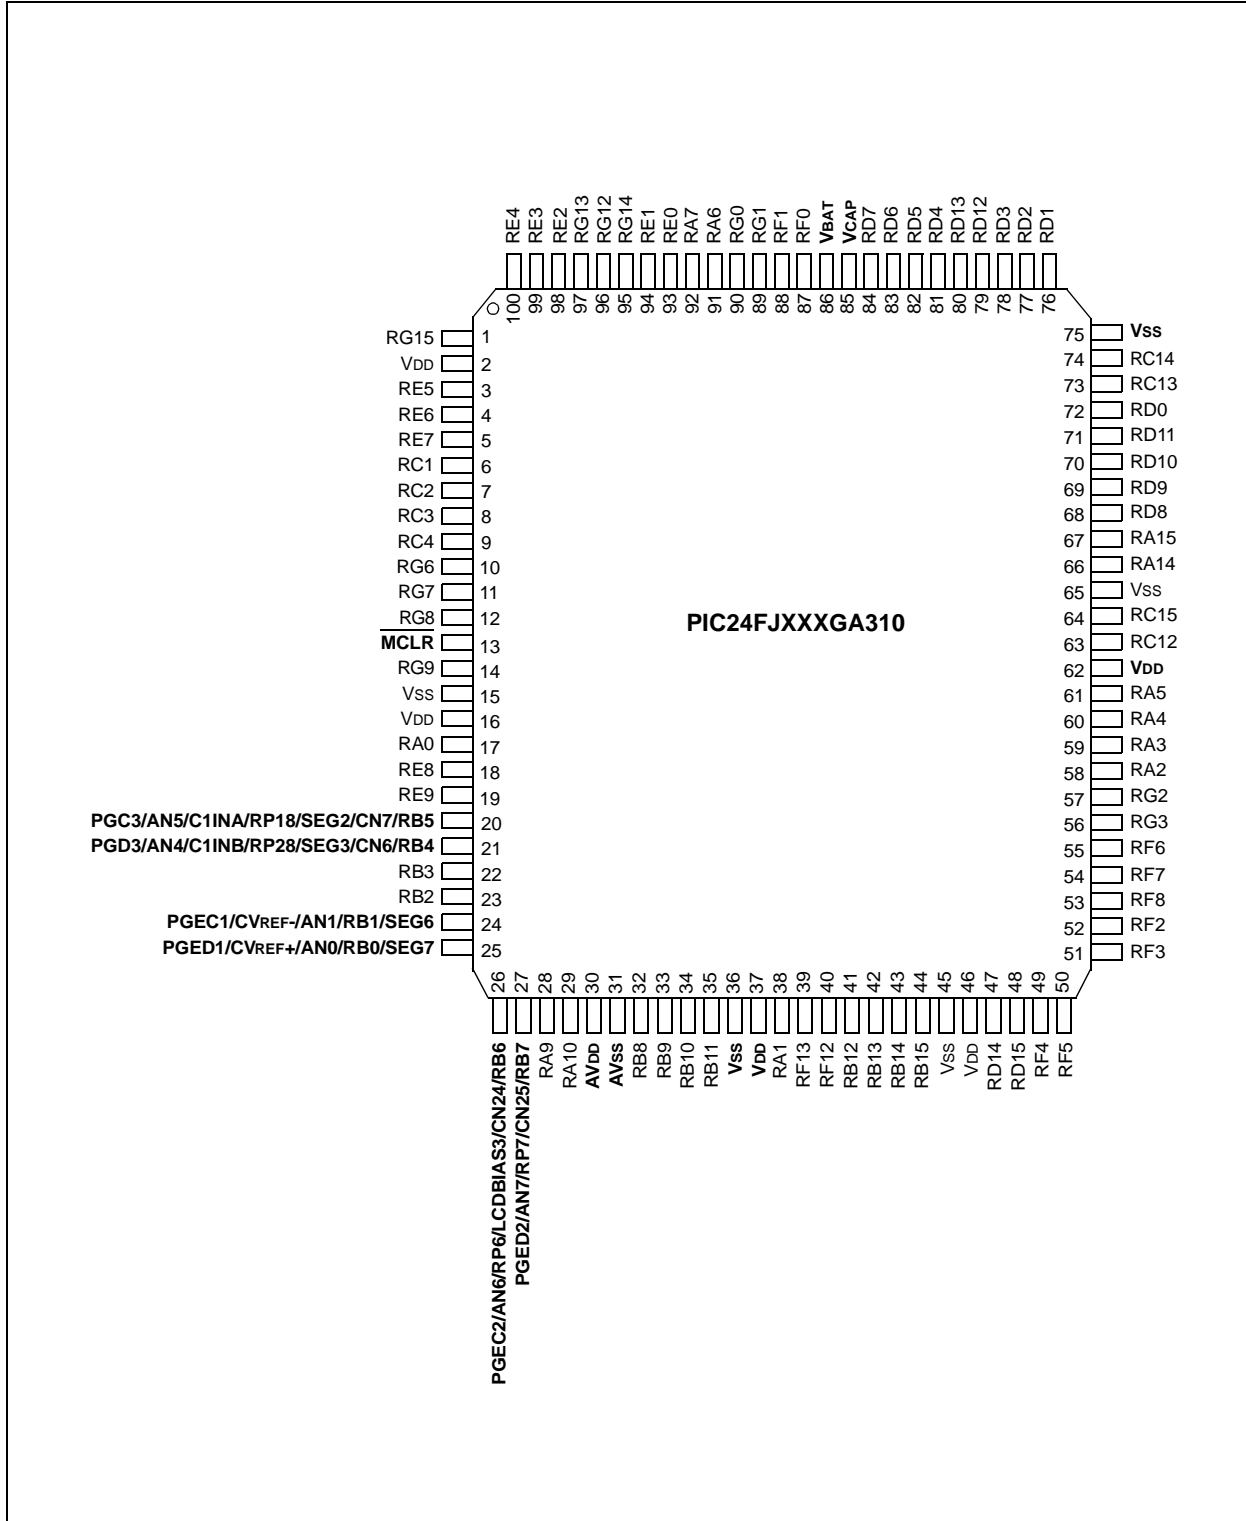 RE4
RE3
RE2
RG13
RG12
RG14
RE1
RE0
RA7
RA6
RG0
RG1
RF1
RF0
VBAT
VCAP
RD7
RD6
RD5
RD4
RD13
RD12
RD3
RD2
RD1
100
99
98
97
96
95
94
93
92
91
90
89
88
87
86
85
84
83
82
81
80
79
78
77
76
RG15 1
VDD 2
RE5 3
RE6 4
RE7 5
RC1 6
RC2 7
RC3 8
RC4 9
RG6 10
RG7 11
RG8 12
MCLR 13
RG9 14
VSS 15
VDD 16
RA0 17
RE8 18
RE9 19
PGC3/AN5/C1INA/RP18/SEG2/CN7/RB5 20
PGD3/AN4/C1INB/RP28/SEG3/CN6/RB4 21
RB3 22
RB2 23
PGEC1/CVREF-/AN1/RB1/SEG6 24
PGED1/CVREF+/AN0/RB0/SEG7 25
PIC24FJXXXGA310
75 VSS
74 RC14
73 RC13
72 RD0
71 RD11
70 RD10
69 RD9
68 RD8
67 RA15
66 RA14
65 VSS
64 RC15
63 RC12
62 VDD
61 RA5
60 RA4
59 RA3
58 RA2
57 RG2
56 RG3
55 RF6
54 RF7
53 RF8
52 RF2
51 RF3
26
27
28
29
30
31
32
33
34
35
36
37
38
39
40
41
42
43
44
45
46
47
48
49
50
PGEC2/AN6/RP6/LCDBIAS3/CN24/RB6
PGED2/AN7/RP7/CN25/RB7
RA9
RA10
AVDD
AVSS
RB8
RB9
RB10
RB11
VSS
VDD
RA1
RF13
RF12
RB12
RB13
RB14
RB15
VSS
VDD
RD14
RD15
RF4
RF5